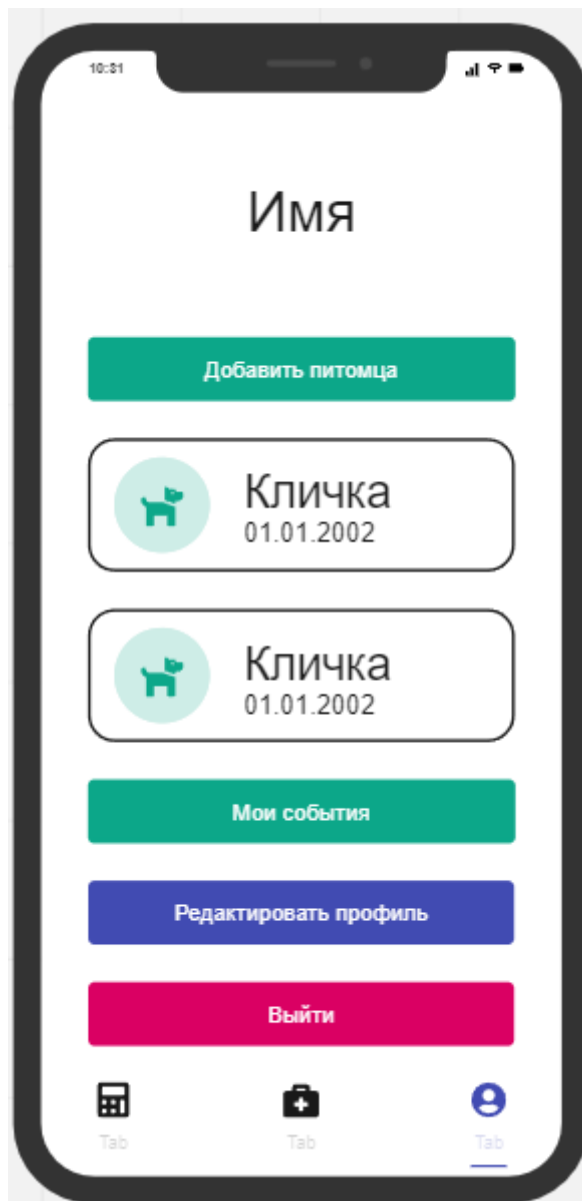 10:31
Имя
Добавить питомца
Кличка
01.01.2002
Кличка
01.01.2002
Мои события
Редактировать профиль
Выйти
Tab
Tab
Tab